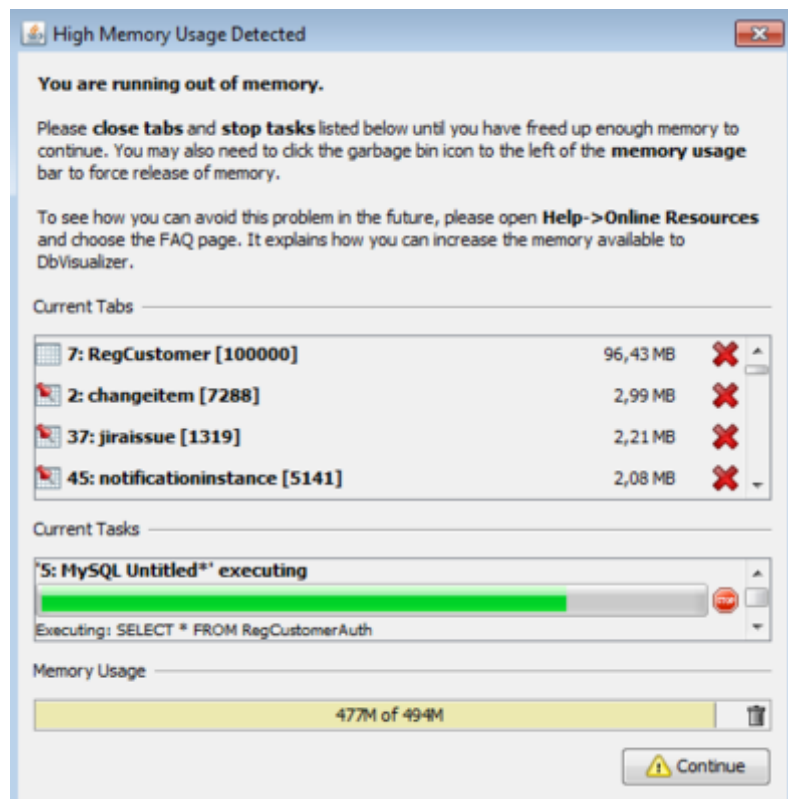 High Memory Usage Detected
You are running out of memory.
Please close tabs and stop tasks listed below until you have freed up enough memory to
continue. You may also need to click the garbage bin icon to the left of the memory usage
bar to force release of memory.
To see how you can avoid this problem in the future, please open Help->Online Resources
and choose the FAQ page. It explains how you can increase the memory available to
DbVisualizer.
Current Tabs
7: RegCustomer [100000] 96,43 MB
2: changeitem [7288] 2,99 MB
37: jiraissue [1319] 2,21 MB
45: notificationinstance [5141] 2,08 MB
Current Tasks
'5: MySQL Untitled*' executing
STOP
Executing: SELECT * FROM RegCustomerAuth
Memory Usage
477M of 494M
Continue